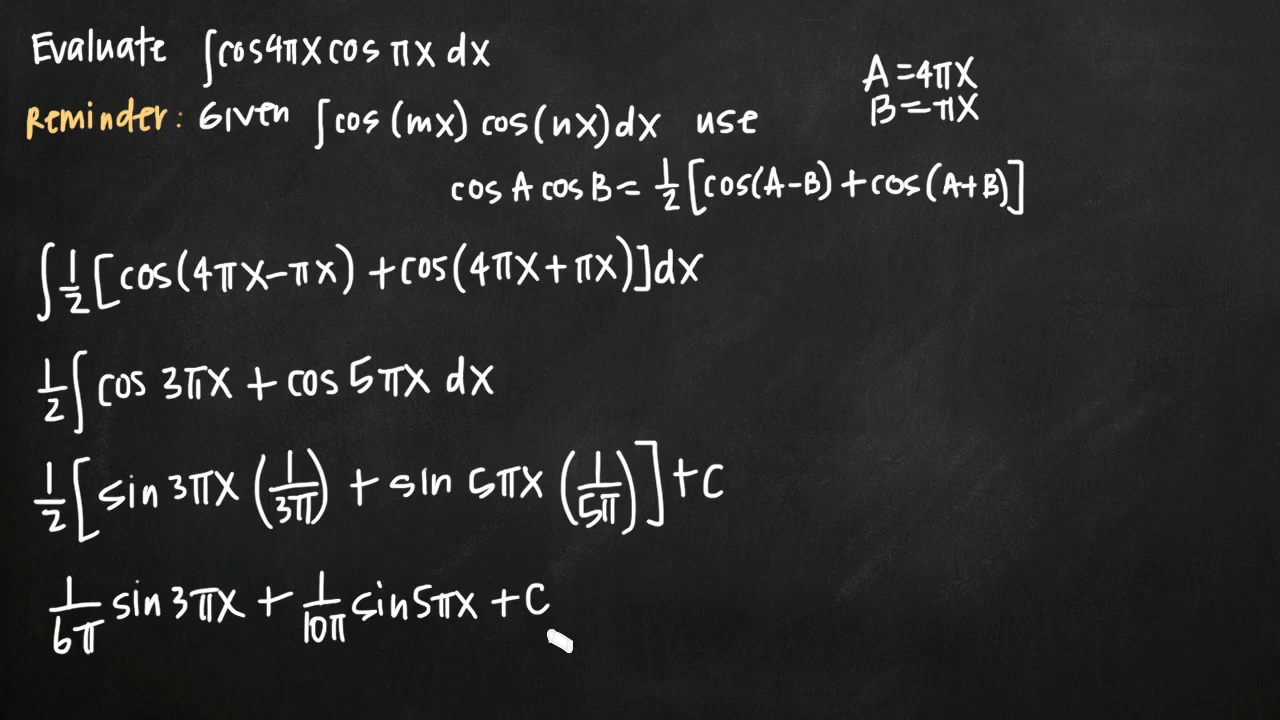 Evaluate ∫cos4πx cos πx dx
A=4πx
B=πx
Reminder: Given ∫cos(mx) cos(nx)dx use
cos A cos B = 1/2[cos(A-B)+cos(A+B)]
∫1/2[cos(4πx-πx)+cos(4πx+πx)]dx
1/2∫cos 3πx + cos 5πx dx
1/2[sin 3πx (1/3π) + sin 5πx (1/5π)]+C
1/6π sin 3πx + 1/10π sin 5πx + C